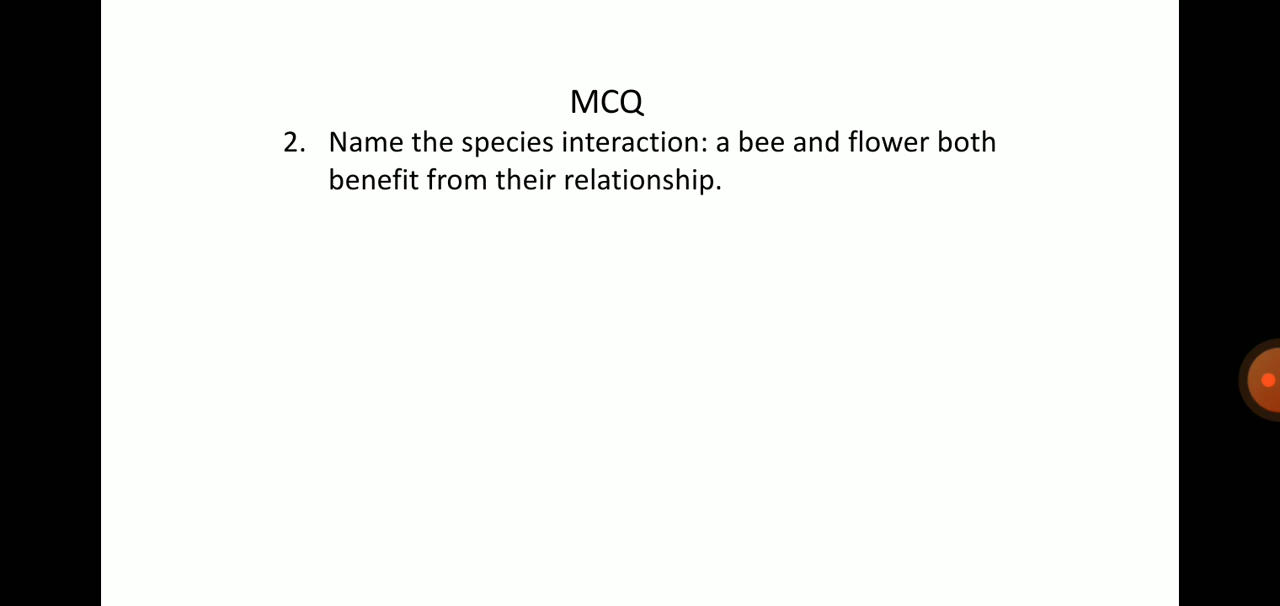 MCQ
2. Name the species interaction: a bee and flower both
benefit from their relationship.